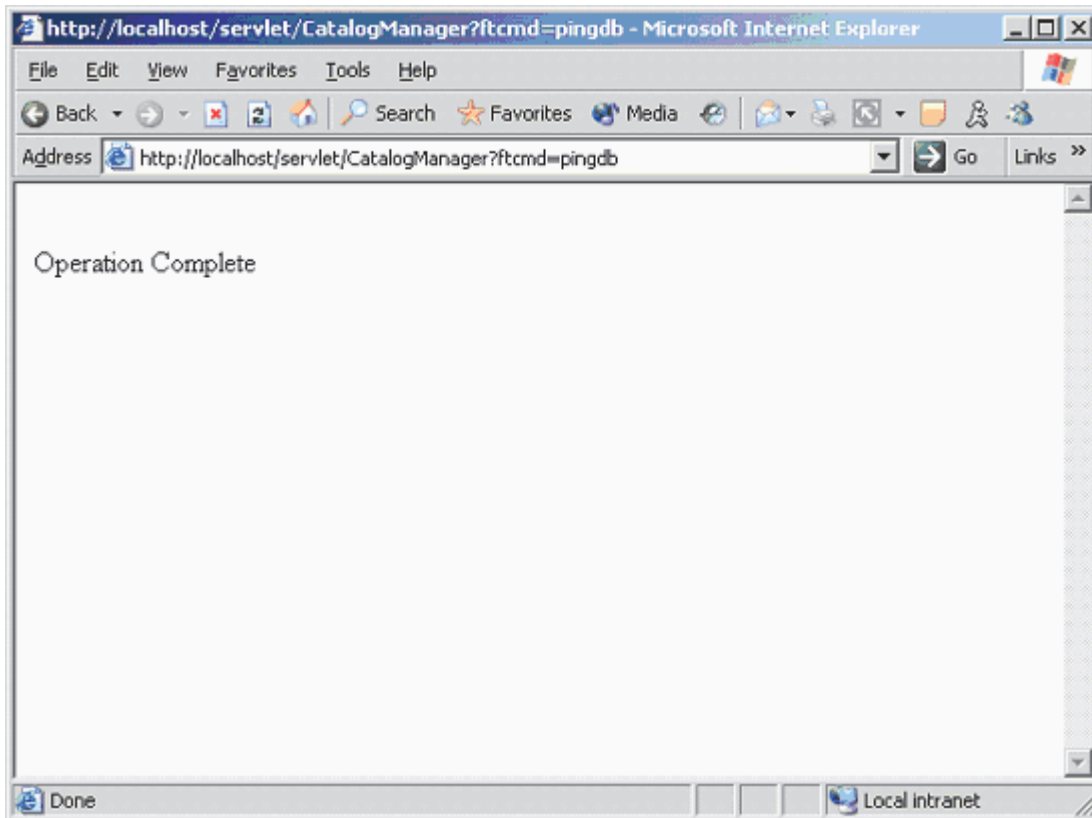 http://localhost/servlet/CatalogManager?ftcmd=pingdb - Microsoft Internet Explorer
File Edit View Favorites Tools Help
Back Search Favorites Media
Address http://localhost/servlet/CatalogManager?ftcmd=pingdb Go Links »
Operation Complete
Done Local intranet